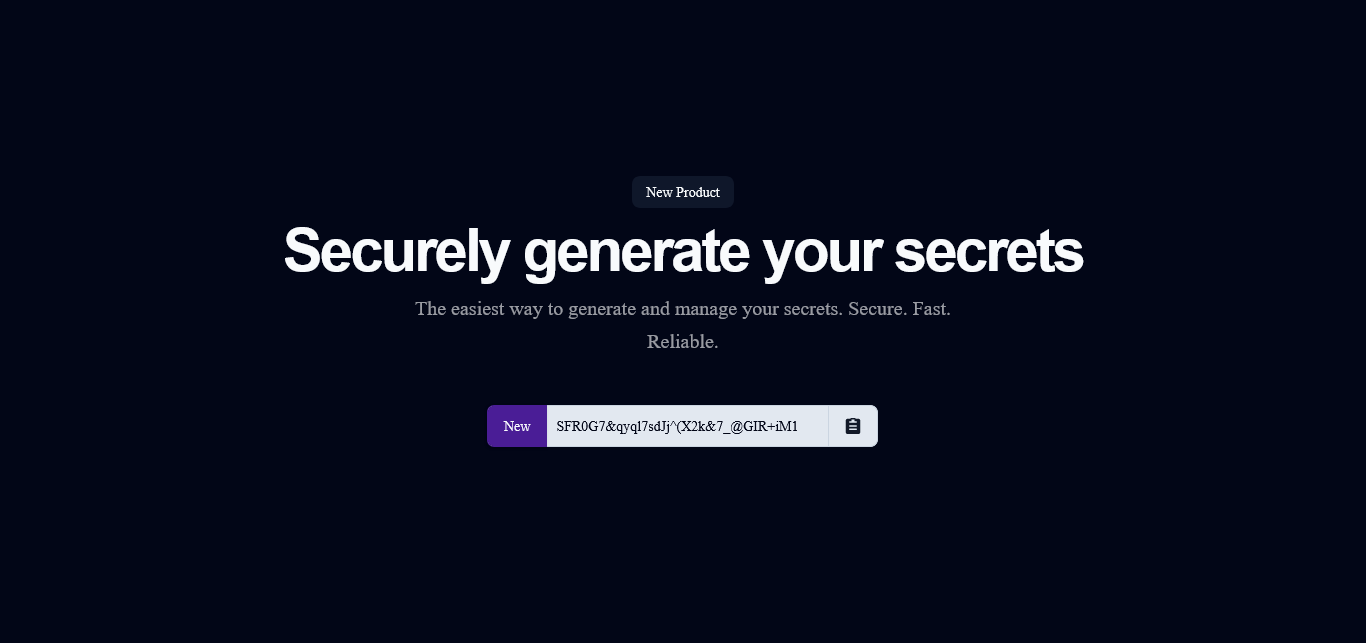 New Product
Securely generate your secrets
The easiest way to generate and manage your secrets. Secure. Fast.
Reliable.
New SFR0G7&qyql7sdJj^(X2k&7_@GIR+iM1